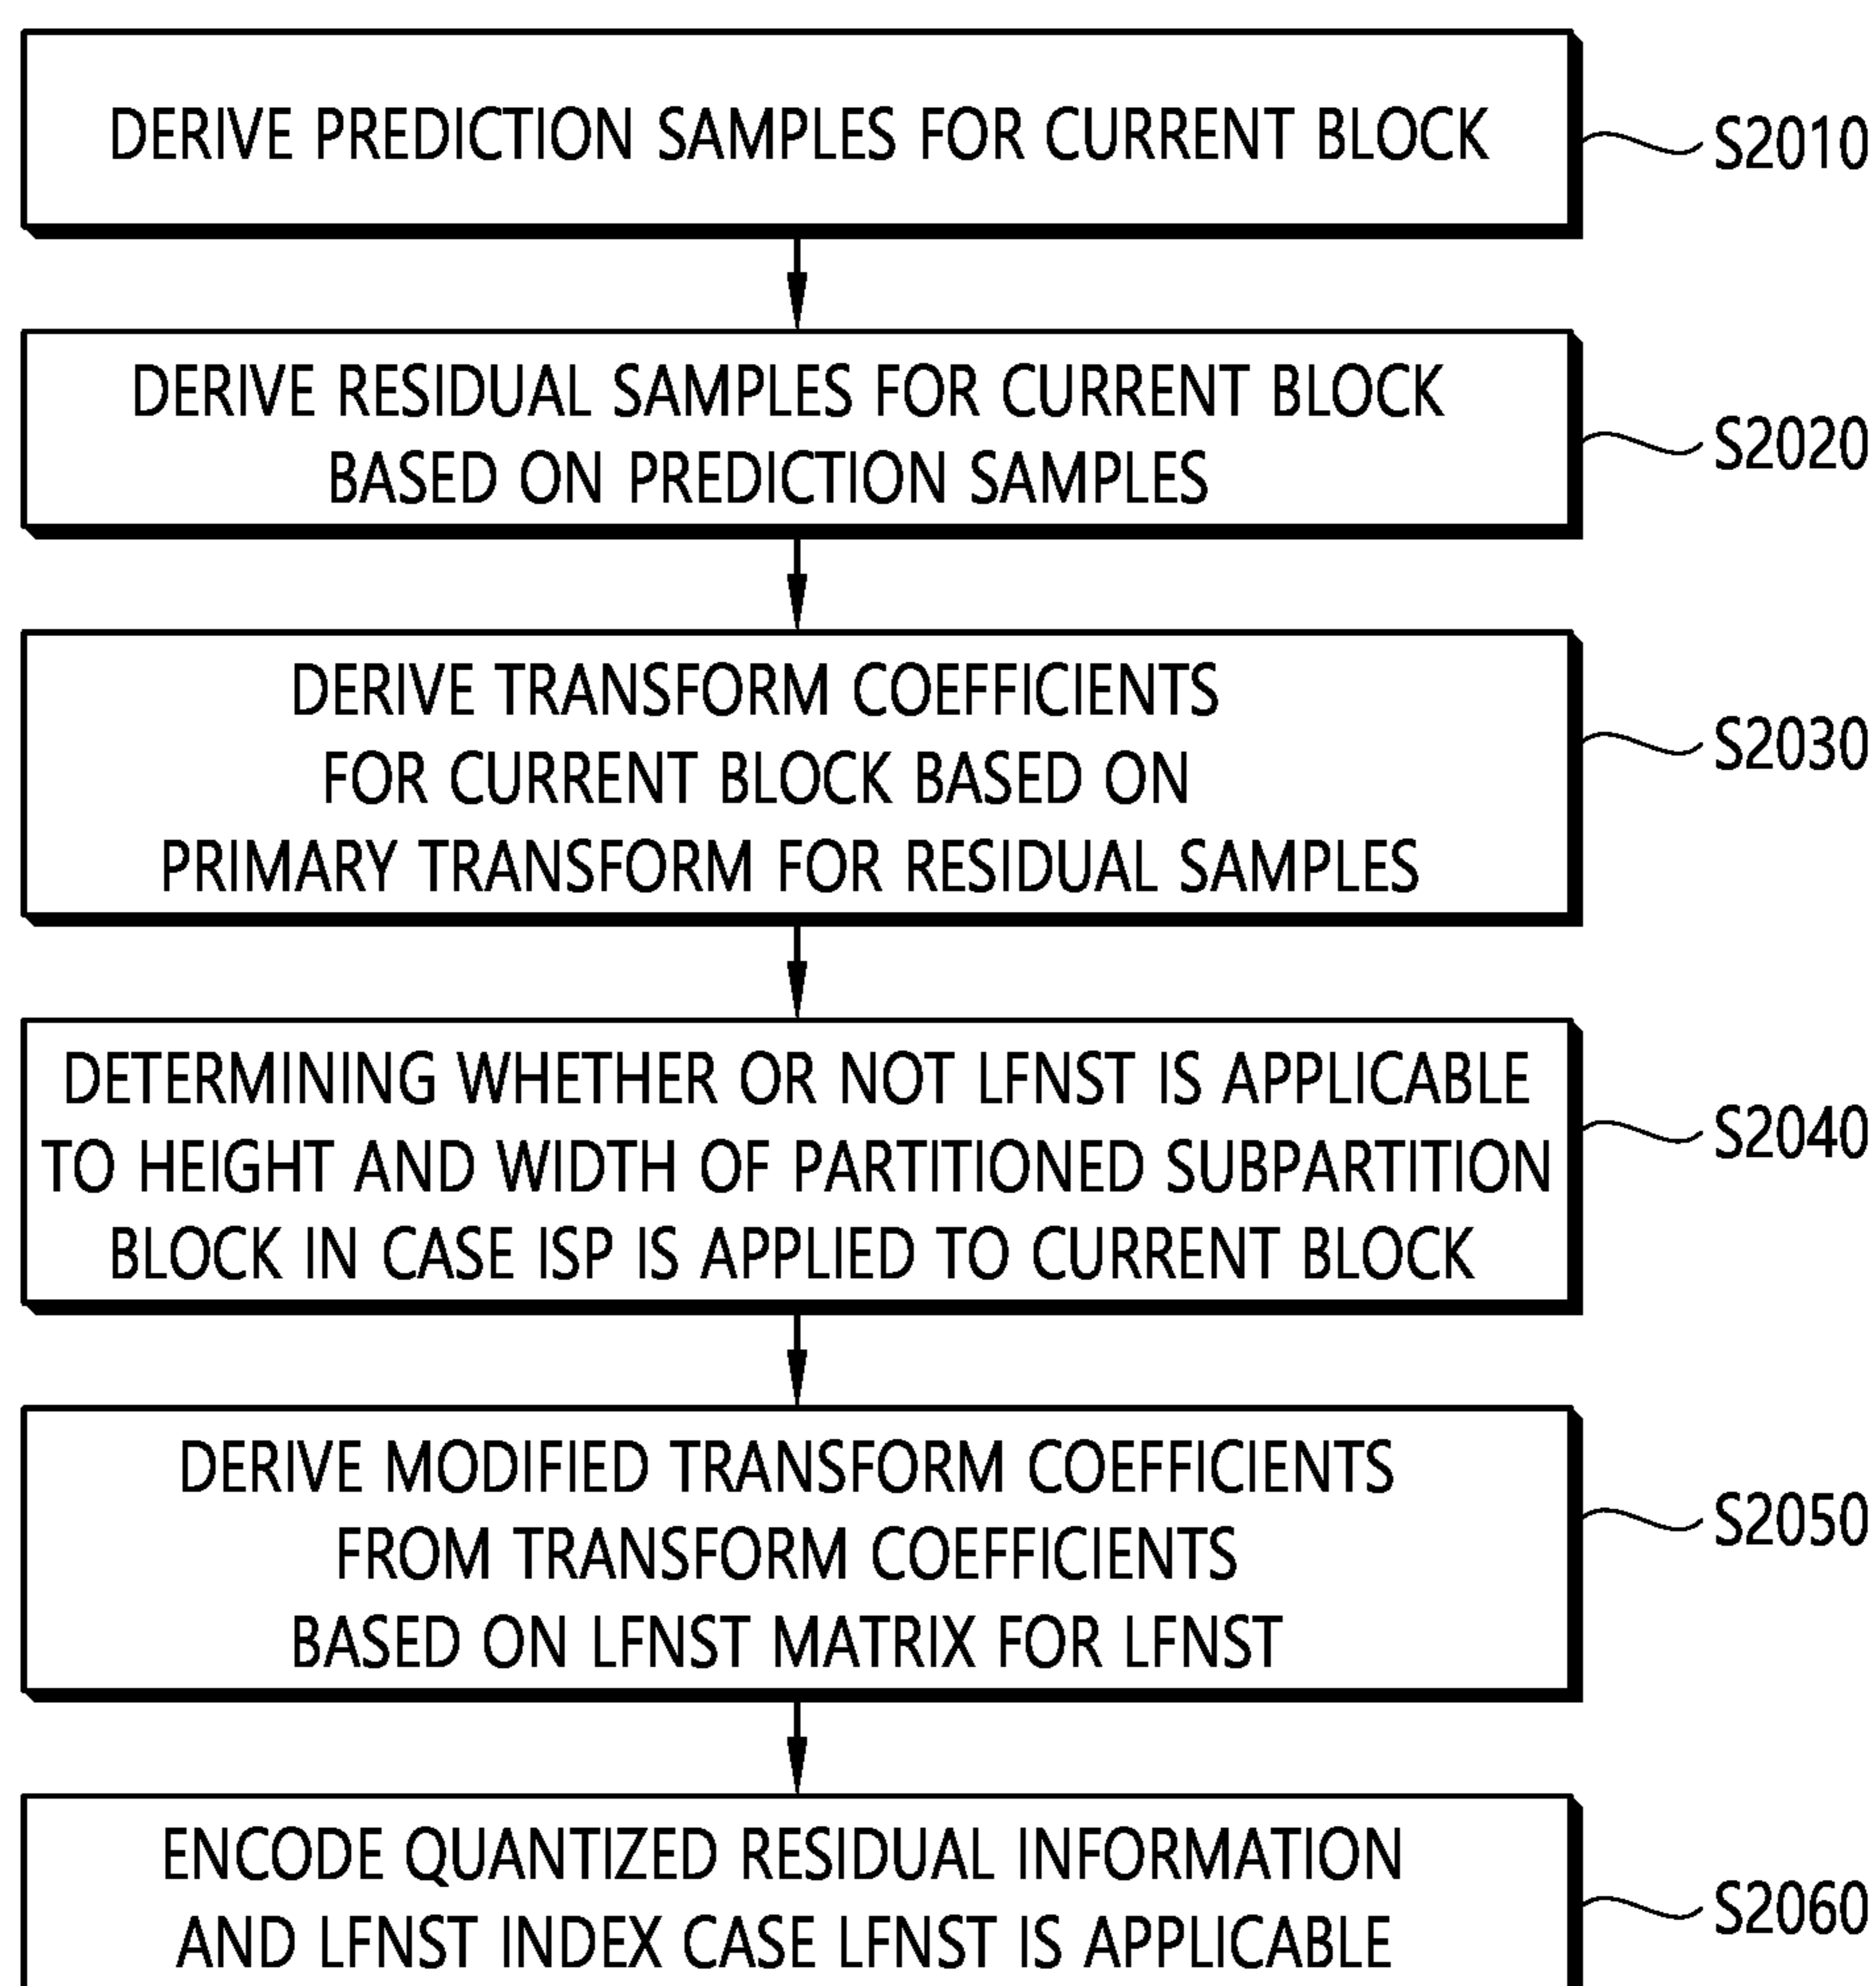 DERIVE PREDICTION SAMPLES FOR CURRENT BLOCK
S2010
DERIVE RESIDUAL SAMPLES FOR CURRENT BLOCK
BASED ON PREDICTION SAMPLES
S2020
DERIVE TRANSFORM COEFFICIENTS
FOR CURRENT BLOCK BASED ON
PRIMARY TRANSFORM FOR RESIDUAL SAMPLES
S2030
DETERMINING WHETHER OR NOT LFNST IS APPLICABLE
TO HEIGHT AND WIDTH OF PARTITIONED SUBPARTITION
BLOCK IN CASE ISP IS APPLIED TO CURRENT BLOCK
S2040
DERIVE MODIFIED TRANSFORM COEFFICIENTS
FROM TRANSFORM COEFFICIENTS
BASED ON LFNST MATRIX FOR LFNST
S2050
ENCODE QUANTIZED RESIDUAL INFORMATION
AND LFNST INDEX CASE LFNST IS APPLICABLE
S2060